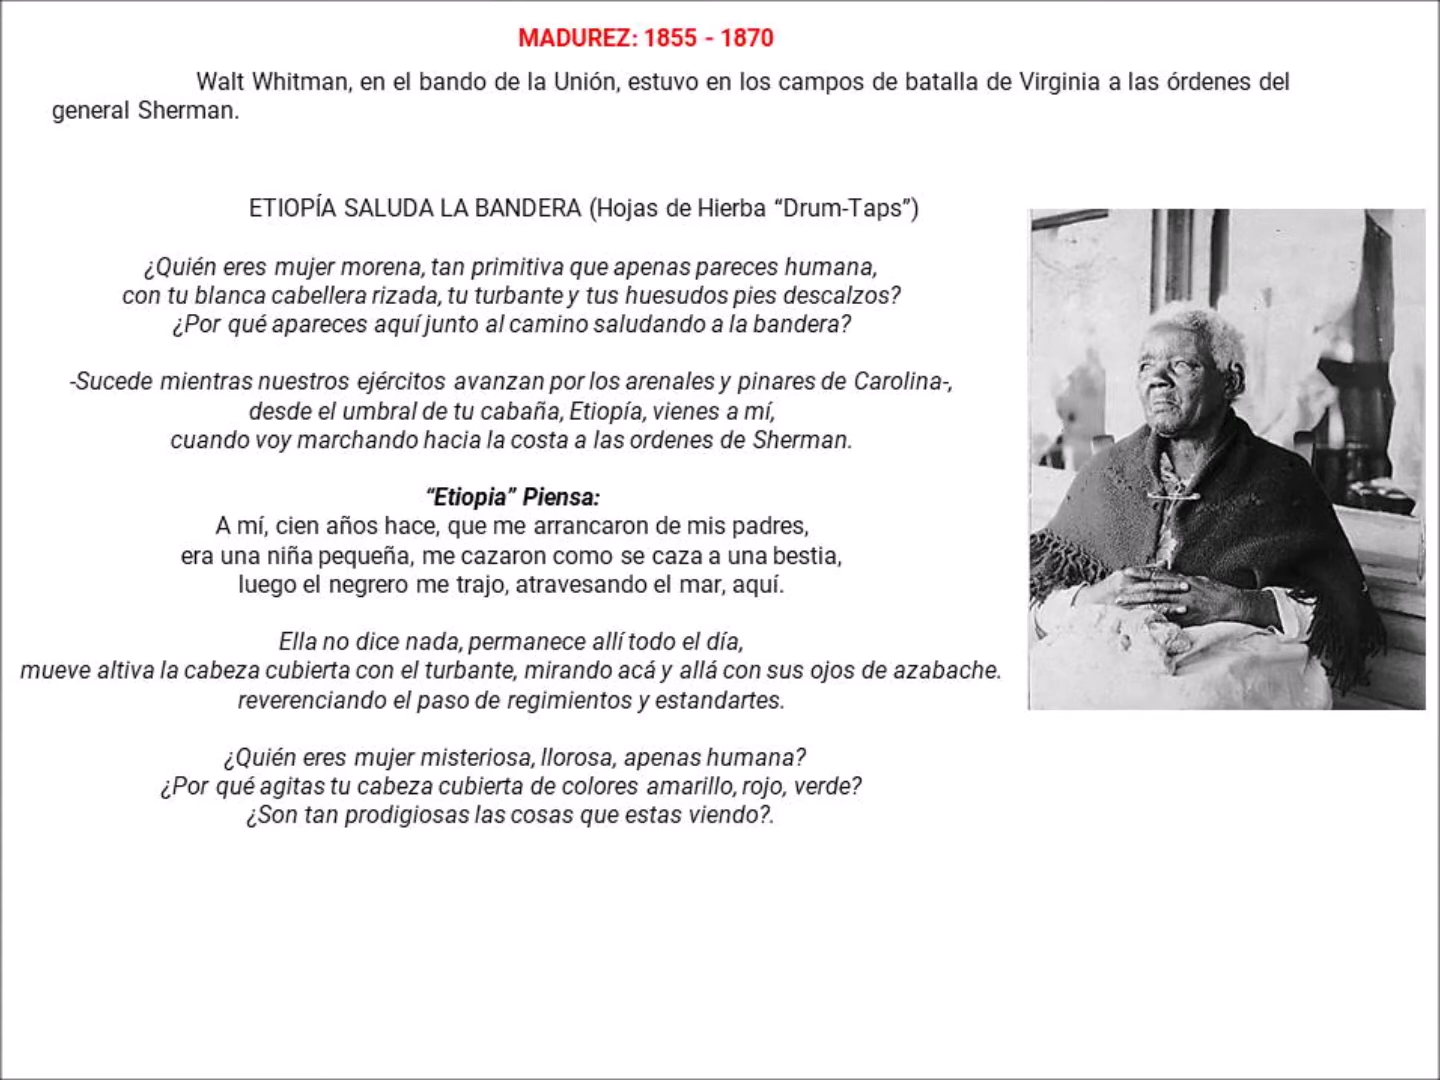 MADUREZ: 1855 - 1870
Walt Whitman, en el bando de la Unión, estuvo en los campos de batalla de Virginia a las órdenes del
general Sherman.
ETIOPÍA SALUDA LA BANDERA (Hojas de Hierba “Drum-Taps”)
¿Quién eres mujer morena, tan primitiva que apenas pareces humana,
con tu blanca cabellera rizada, tu turbante y tus huesudos pies descalzos?
¿Por qué apareces aquí junto al camino saludando a la bandera?
-Sucede mientras nuestros ejércitos avanzan por los arenales y pinares de Carolina-,
desde el umbral de tu cabaña, Etiopía, vienes a mí,
cuando voy marchando hacia la costa a las ordenes de Sherman.
“Etiopia” Piensa:
A mí, cien años hace, que me arrancaron de mis padres,
era una niña pequeña, me cazaron como se caza a una bestia,
luego el negrero me trajo, atravesando el mar, aquí.
Ella no dice nada, permanece allí todo el día,
mueve altiva la cabeza cubierta con el turbante, mirando acá y allá con sus ojos de azabache.
reverenciando el paso de regimientos y estandartes.
¿Quién eres mujer misteriosa, llorosa, apenas humana?
¿Por qué agitas tu cabeza cubierta de colores amarillo, rojo, verde?
¿Son tan prodigiosas las cosas que estas viendo?.